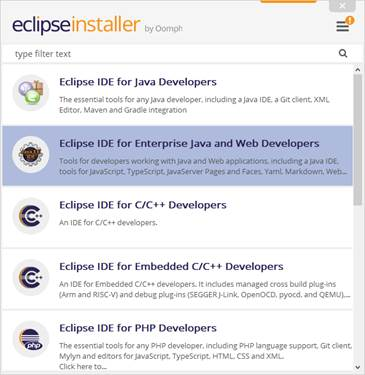 eclipseinstaller by Oomph
type filter text
Eclipse IDE for Java Developers
The essential tools for any Java developer, including a Java IDE, a Git client, XML
Editor, Maven and Gradle integration
Eclipse IDE for Enterprise Java and Web Developers
Tools for developers working with Java and Web applications, including a Java IDE,
tools for JavaScript, TypeScript, JavaServer Pages and Faces, Yaml, Markdown, Web...
Eclipse IDE for C/C++ Developers
An IDE for C/C++ developers.
Eclipse IDE for Embedded C/C++ Developers
An IDE for Embedded C/C++ developers. It includes managed cross build plug-ins
(Arm and RISC-V) and debug plug-ins (SEGGER J-Link, OpenOCD, pyocd, and QEMU),...
Eclipse IDE for PHP Developers
The essential tools for any PHP developer, including PHP language support, Git client,
Mylyn and editors for JavaScript, TypeScript, HTML, CSS and XML.
Click here to...
php